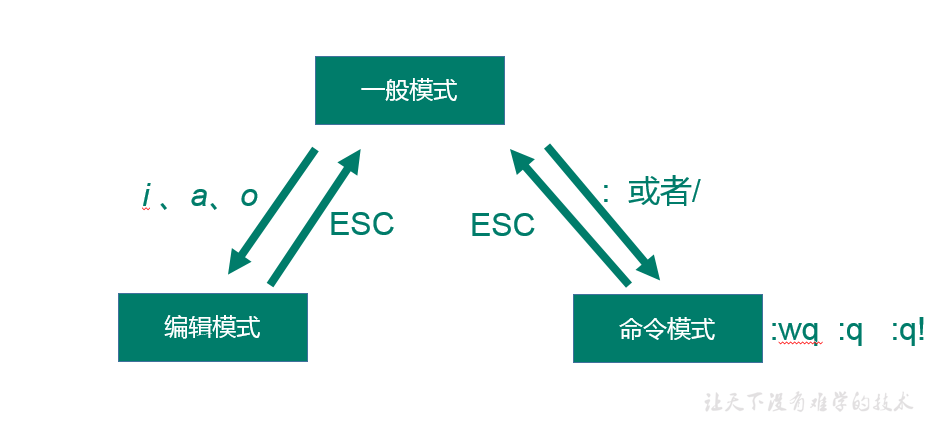 一般模式
i 、a、o
: 或者/
ESC
ESC
编辑模式
命令模式
:wq :q :q!
让天下没有难学的技术